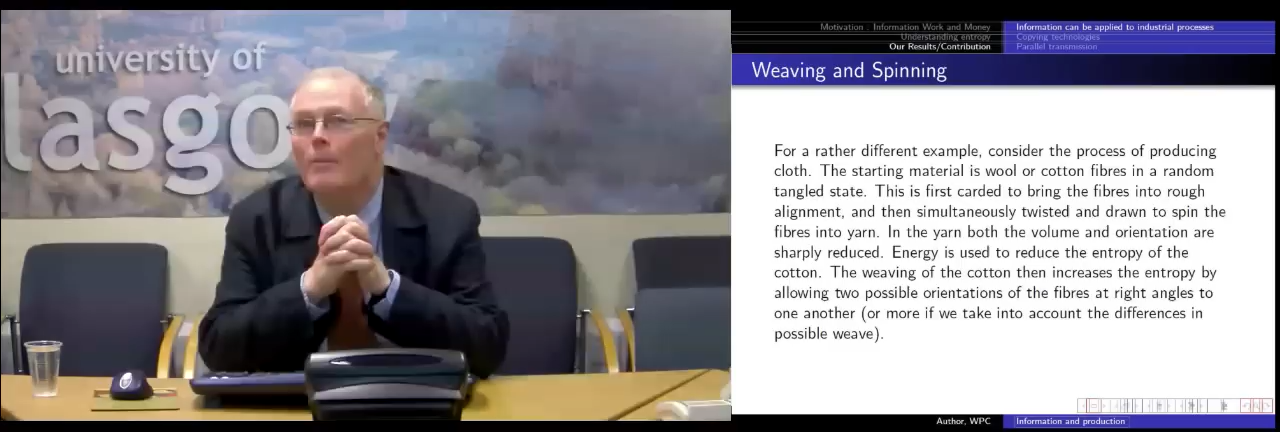 university of
lasgow
Motivation : Information Work and Money
Understanding entropy
Our Results/Contribution
Information can be applied to industrial processes
Copying technologies
Parallel transmission
Weaving and Spinning
For a rather different example, consider the process of producing
cloth. The starting material is wool or cotton fibres in a random
tangled state. This is first carded to bring the fibres into rough
alignment, and then simultaneously twisted and drawn to spin the
fibres into yarn. In the yarn both the volume and orientation are
sharply reduced. Energy is used to reduce the entropy of the
cotton. The weaving of the cotton then increases the entropy by
allowing two possible orientations of the fibres at right angles to
one another (or more if we take into account the differences in
possible weave).
Author, WPC
Information and production